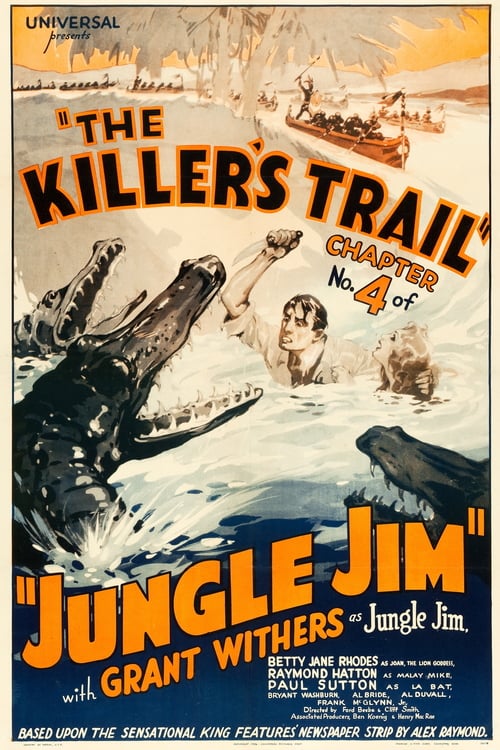 UNIVERSAL
presents
"THE
KILLER'S TRAIL"
CHAPTER
No. 4 of
"JUNGLE JIM"
with GRANT WITHERS as Jungle Jim,
BETTY JANE RHODES AS JOAN, THE LION GODDESS,
RAYMOND HATTON AS MALAY MIKE,
PAUL SUTTON AS LA BAT,
BRYANT WASHBURN, AL BRIDE, AL DUVALL,
FRANK McGLYNN, Jr.
Directed by Ford Beebe & Cliff Smith,
Associate Producers, Ben Koenig & Henry Mac Rae
BASED UPON THE SENSATIONAL KING FEATURES' NEWSPAPER STRIP BY ALEX RAYMOND.